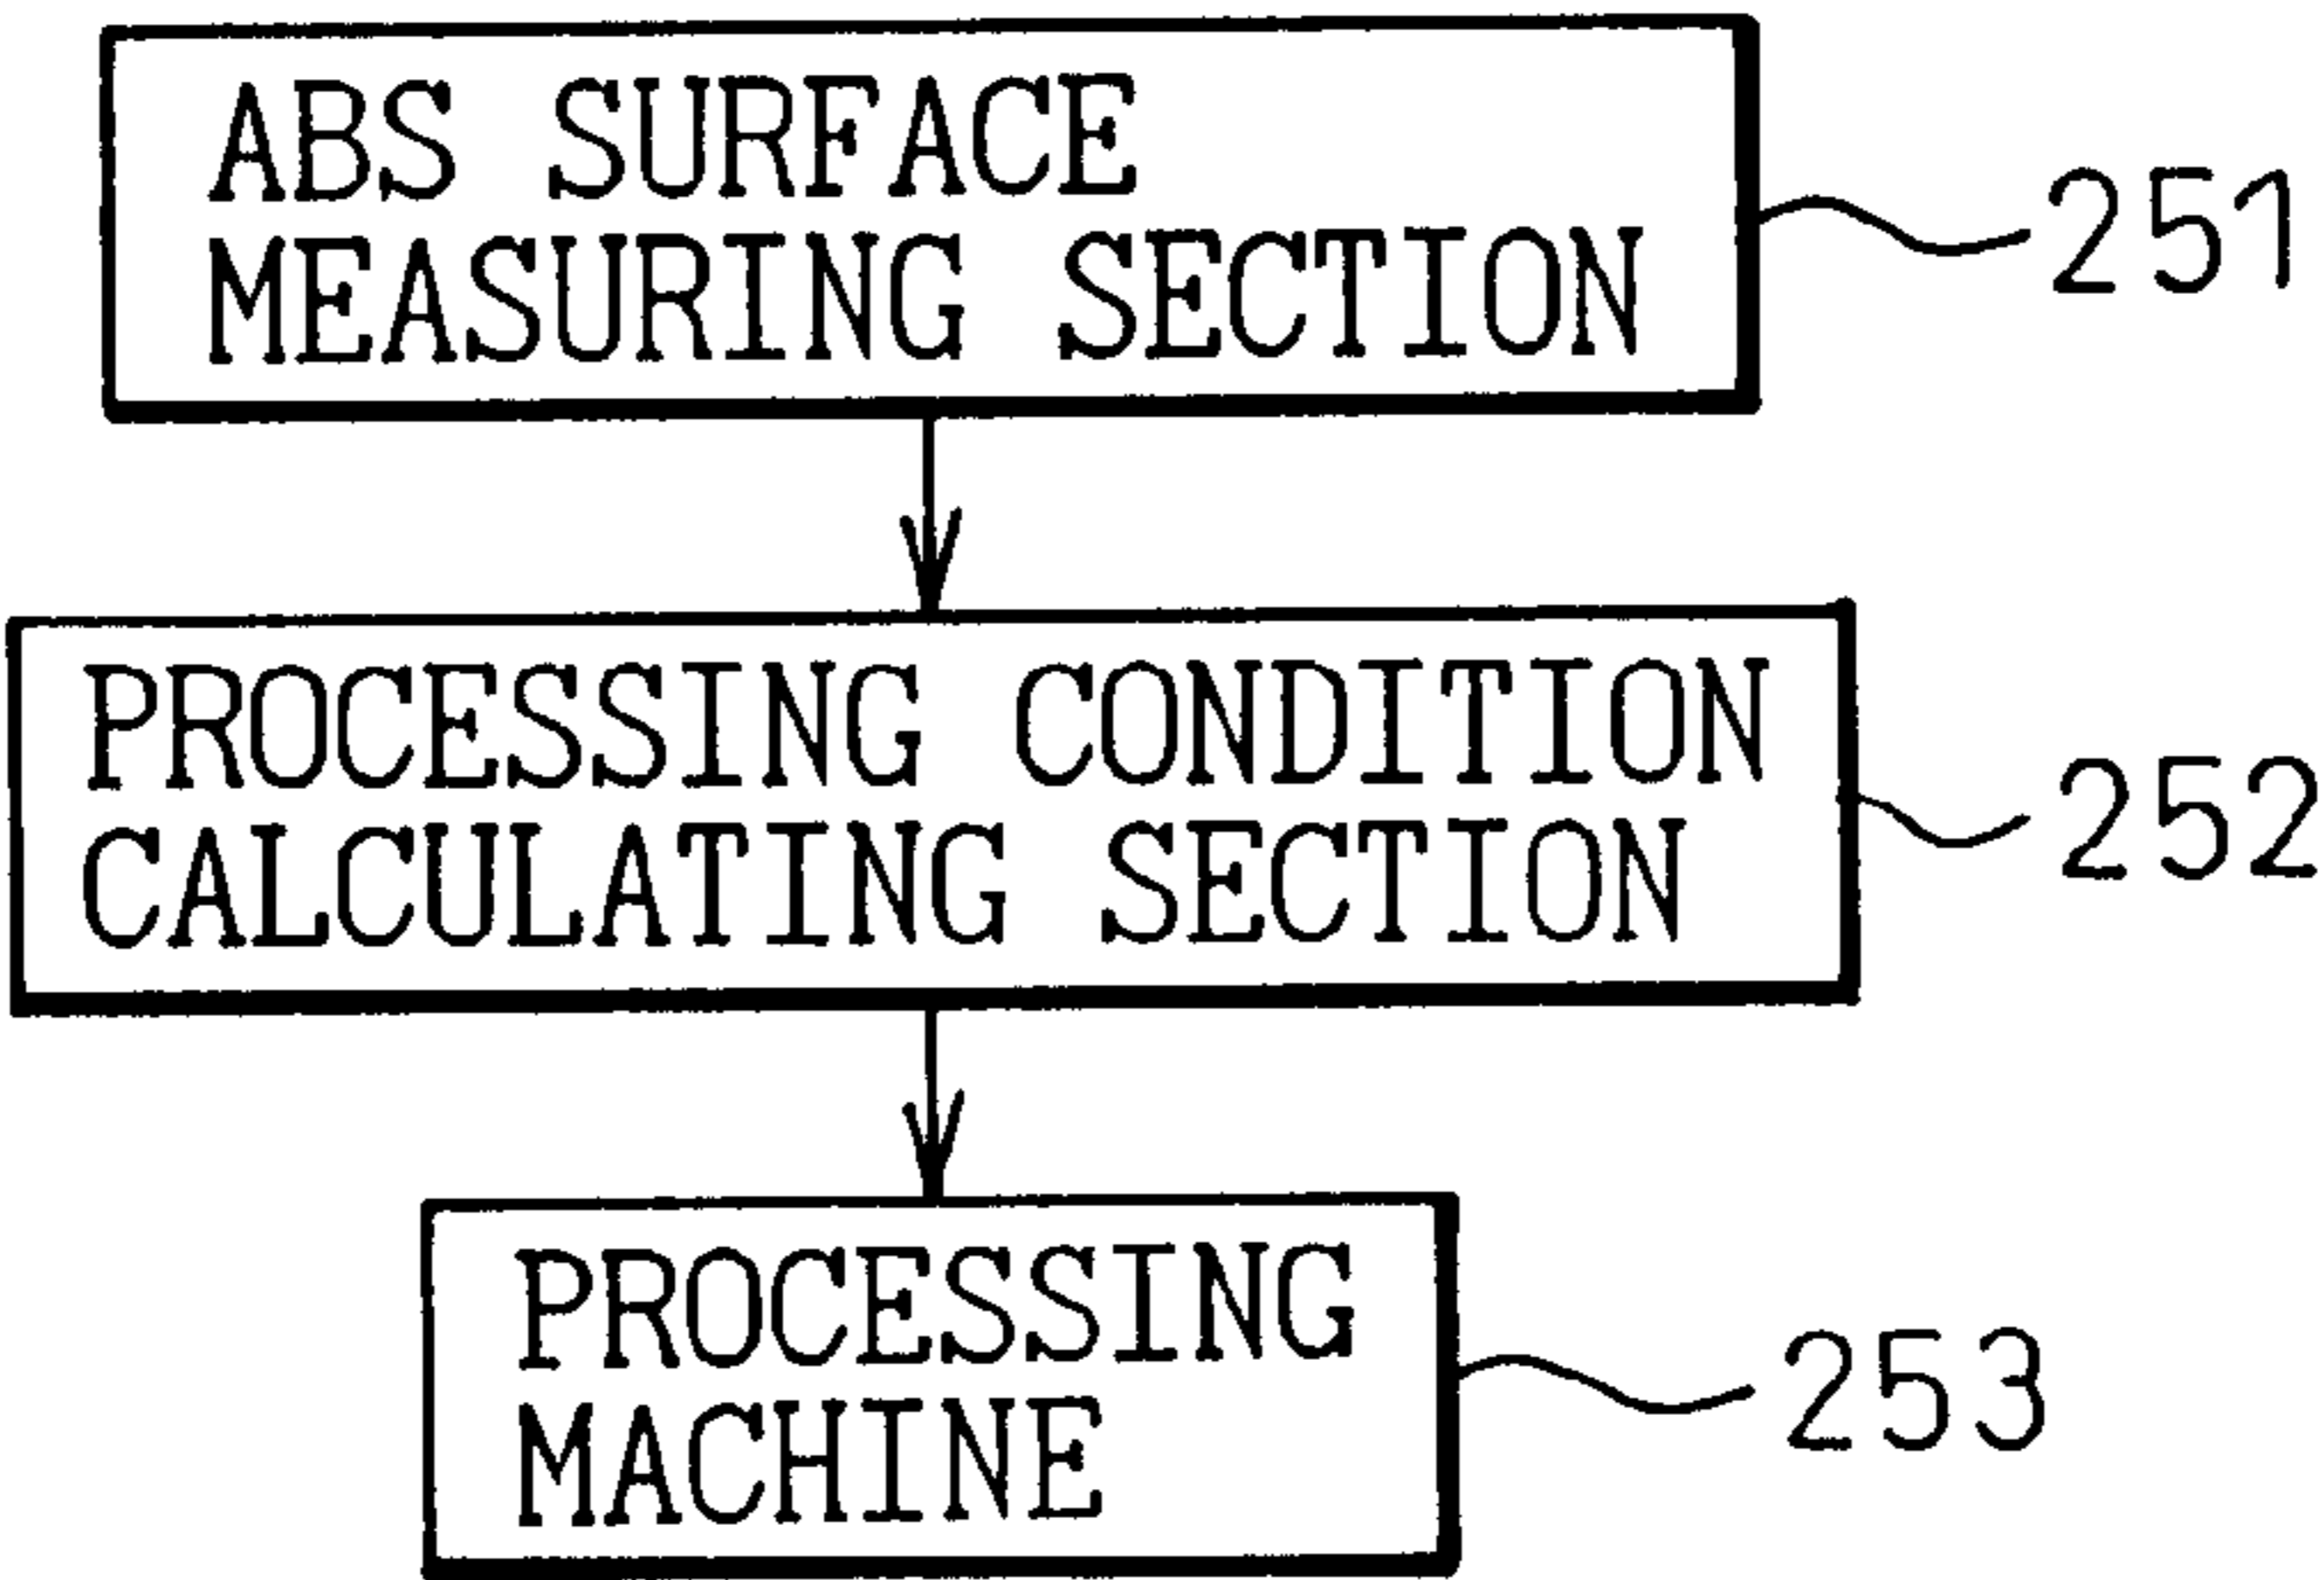 ABS SURFACE
MEASURING SECTION
251
PROCESSING CONDITION
CALCULATING SECTION
252
PROCESSING
MACHINE
253